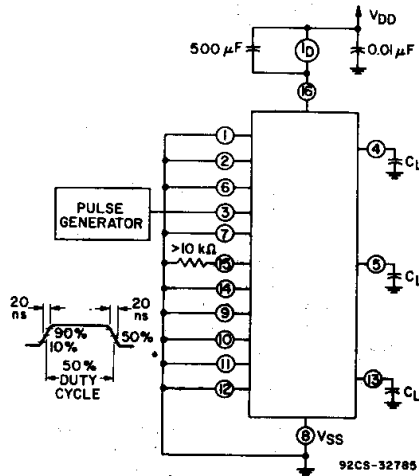 VDD
500 µF
ID
0.01 µF
16
1
2
6
3
7
>10 kΩ
15
14
9
10
11
12
4
CL
5
CL
13
CL
PULSE
GENERATOR
20
ns
20
ns
90%
10%
50%
50%
DUTY
CYCLE
8
VSS
92CS-32785